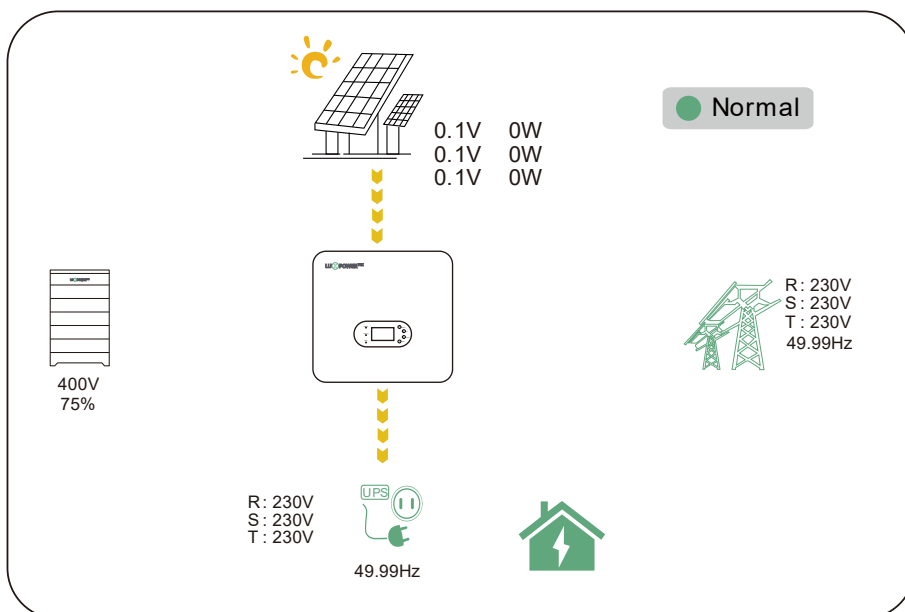 Normal
0.1V 0W
0.1V 0W
0.1V 0W
LUXPOWER
400V
75%
R: 230V
S: 230V
T: 230V
49.99Hz
R: 230V
S: 230V
T: 230V
UPS
49.99Hz